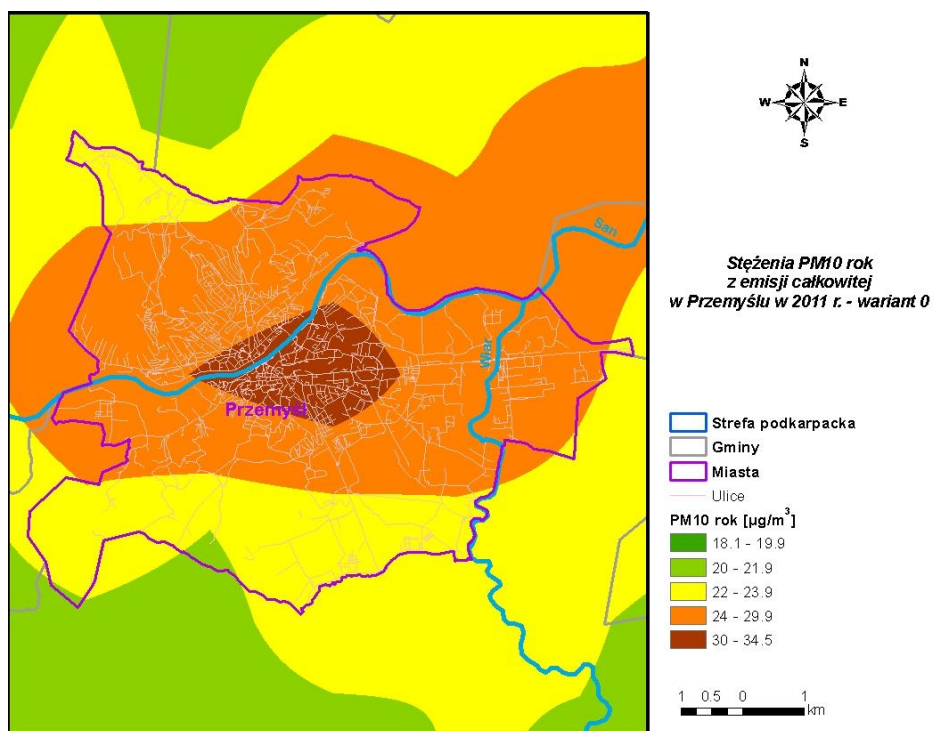 N
W E
S
Stężenia PM10 rok
z emisji całkowitej
w Przemyślu w 2011 r. - wariant 0
San
Wiar
Przemyśl
Strefa podkarpacka
Gminy
Miasta
Ulice
PM10 rok [µg/m³]
18.1 - 19.9
20 - 21.9
22 - 23.9
24 - 29.9
30 - 34.5
1 0.5 0 1
km